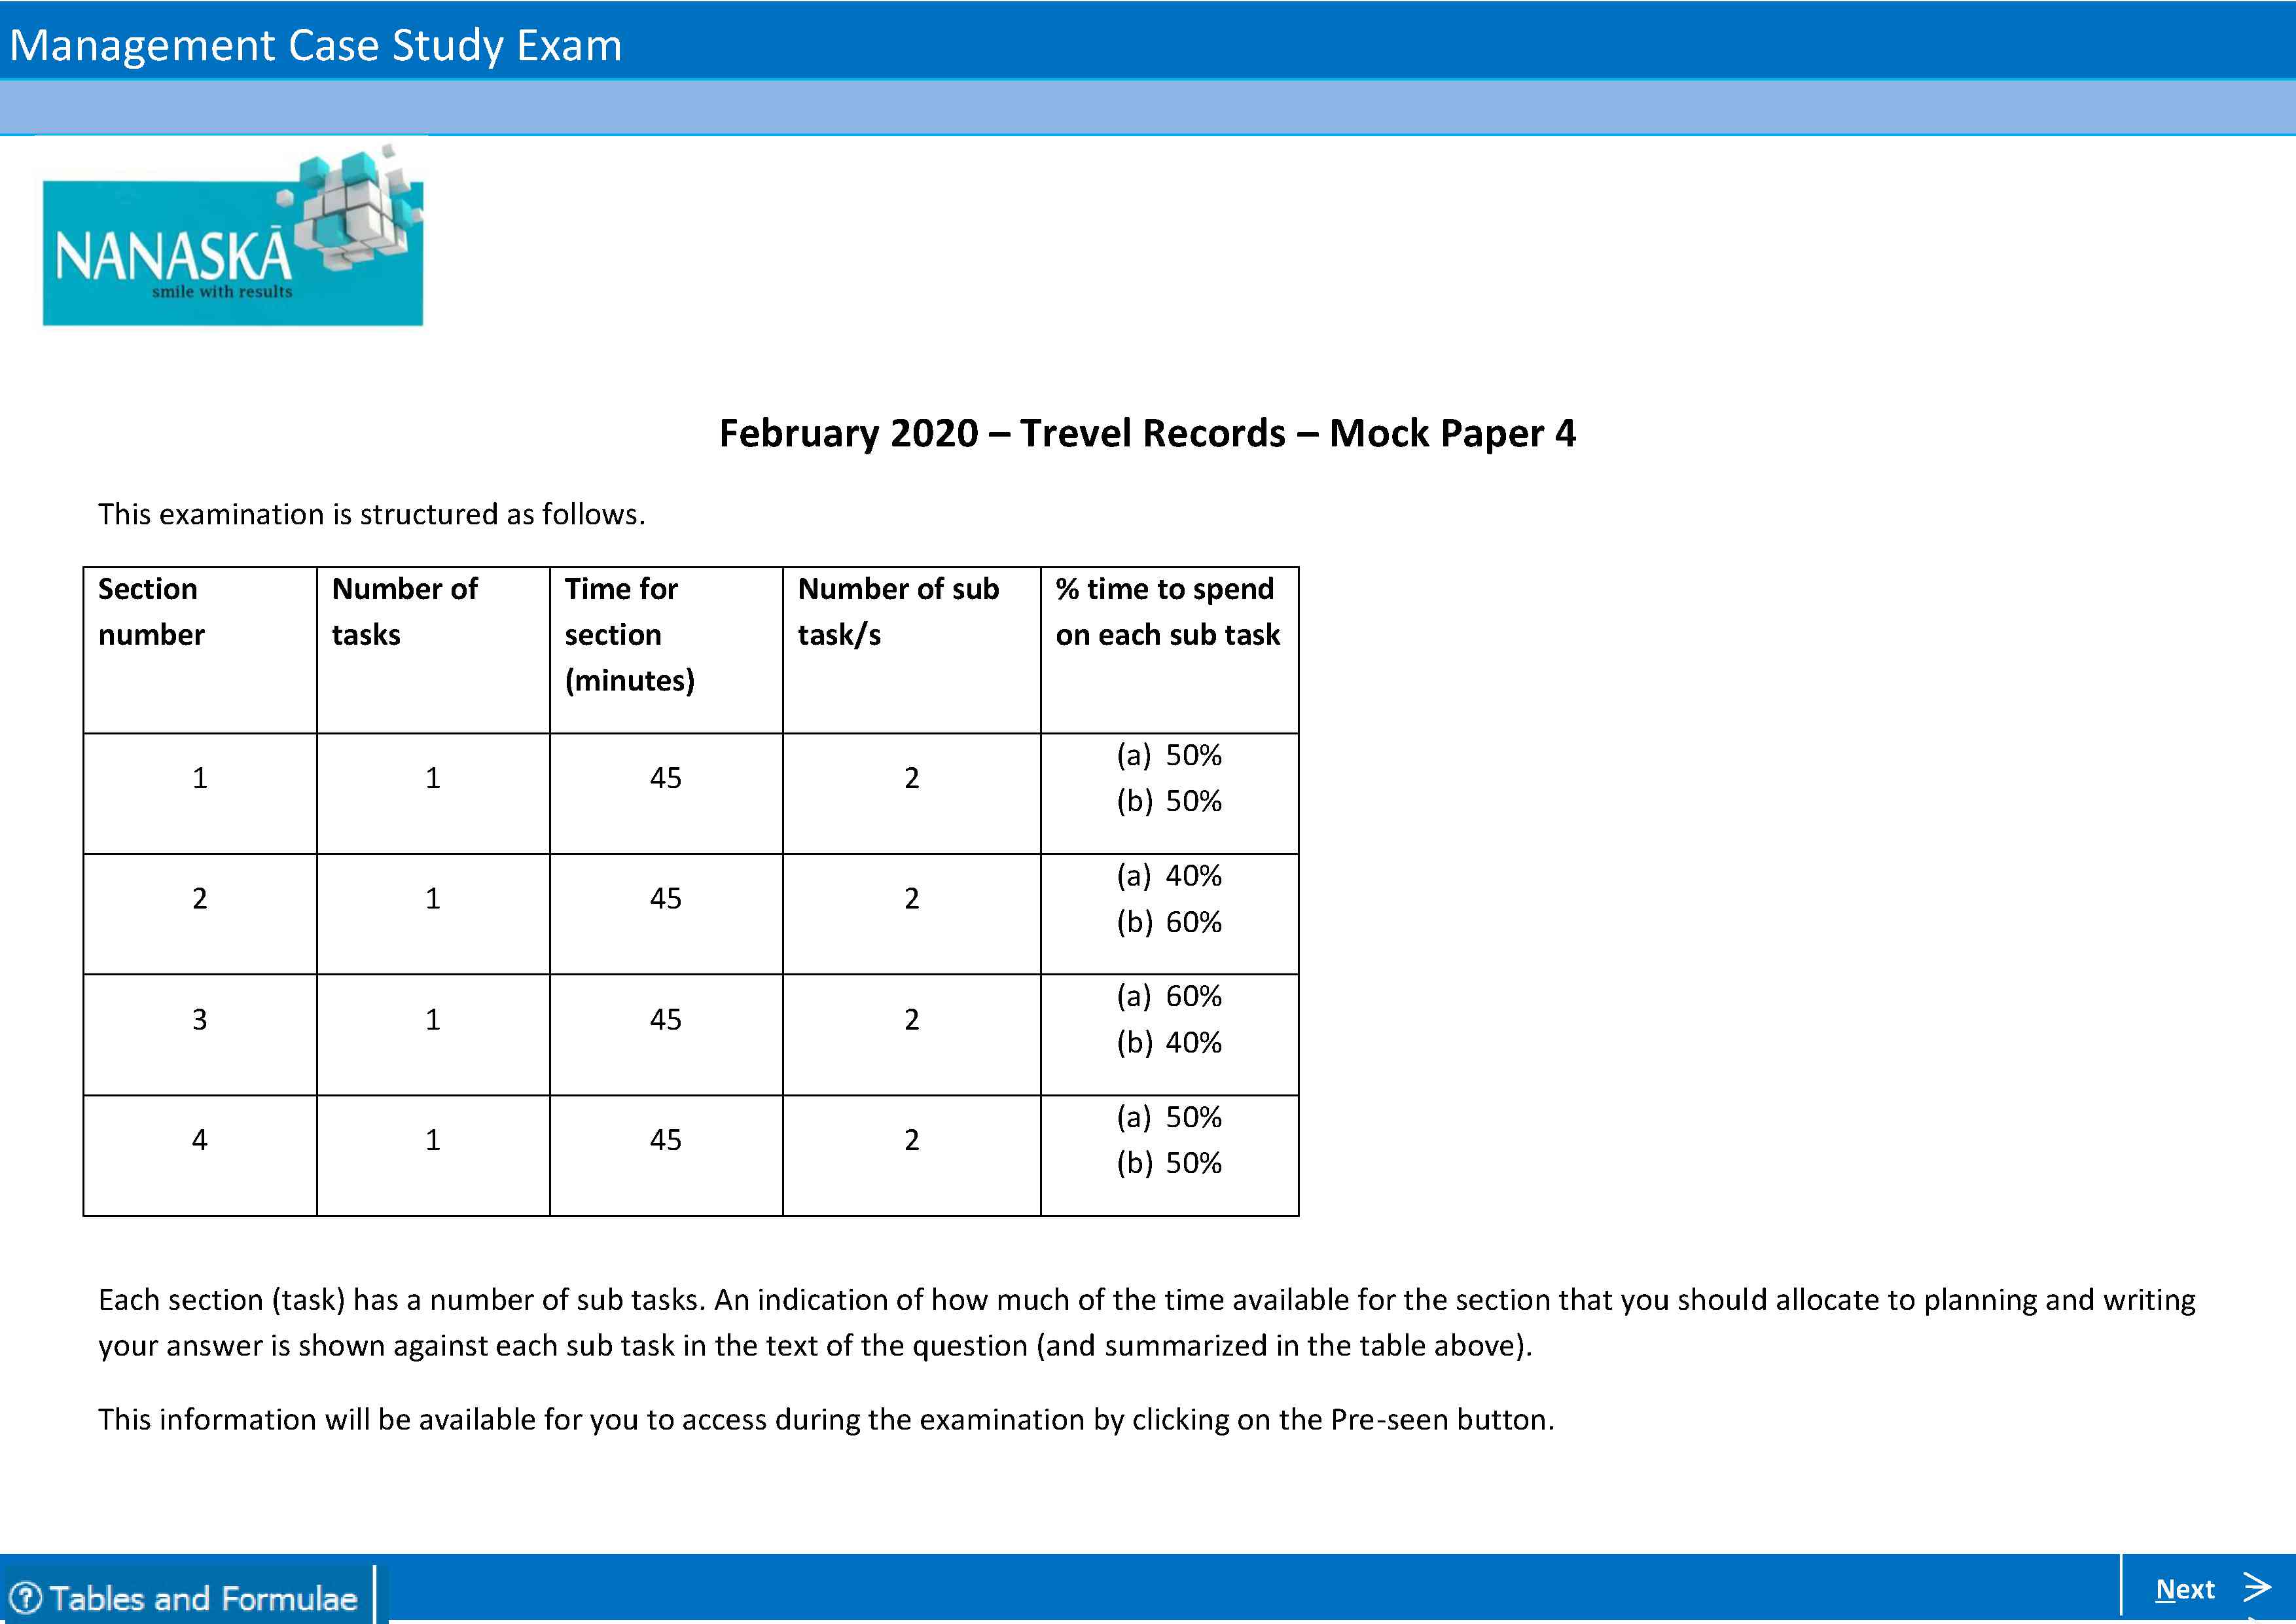 Management Case Study Exam
NANASKĀ
smile with results
February 2020 – Trevel Records – Mock Paper 4
This examination is structured as follows.
Section number | Number of tasks | Time for section (minutes) | Number of sub task/s | % time to spend on each sub task
1 | 1 | 45 | 2 | (a) 50% (b) 50%
2 | 1 | 45 | 2 | (a) 40% (b) 60%
3 | 1 | 45 | 2 | (a) 60% (b) 40%
4 | 1 | 45 | 2 | (a) 50% (b) 50%
Each section (task) has a number of sub tasks. An indication of how much of the time available for the section that you should allocate to planning and writing
your answer is shown against each sub task in the text of the question (and summarized in the table above).
This information will be available for you to access during the examination by clicking on the Pre-seen button.
? Tables and Formulae
Next